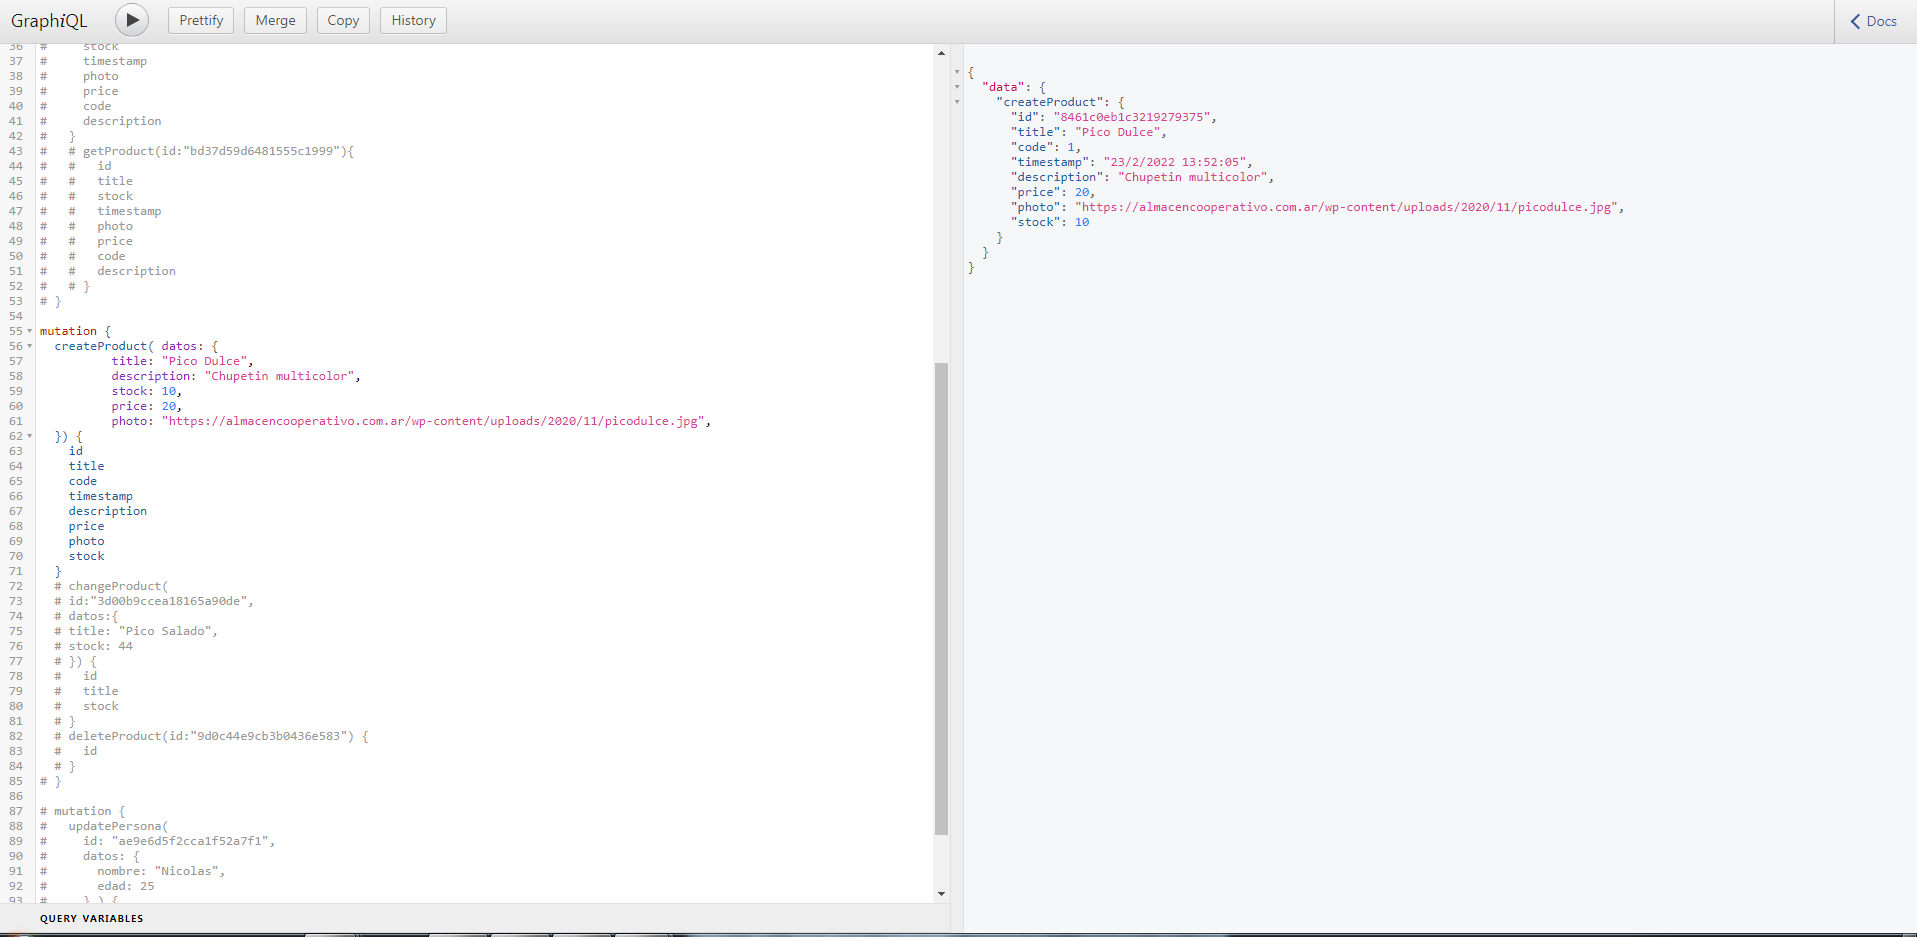 GraphiQL
Prettify
Merge
Copy
History
Docs
36 #     stock
37 #     timestamp
38 #     photo
39 #     price
40 #     code
41 #     description
42 #   }
43 #   # getProduct(id:"bd37d59d6481555c1999"){
44 #   #   id
45 #   #   title
46 #   #   stock
47 #   #   timestamp
48 #   #   photo
49 #   #   price
50 #   #   code
51 #   #   description
52 #   # }
53 # }
54
55 mutation {
56   createProduct( datos: {
57           title: "Pico Dulce",
58           description: "Chupetin multicolor",
59           stock: 10,
60           price: 20,
61           photo: "https://almacencooperativo.com.ar/wp-content/uploads/2020/11/picodulce.jpg",
62   }) {
63     id
64     title
65     code
66     timestamp
67     description
68     price
69     photo
70     stock
71   }
72   # changeProduct(
73   # id:"3d00b9ccea18165a90de",
74   # datos:{
75   # title: "Pico Salado",
76   # stock: 44
77   # }) {
78   #   id
79   #   title
80   #   stock
81   # }
82   # deleteProduct(id:"9d0c44e9cb3b0436e583") {
83   #   id
84   # }
85 # }
86
87 # mutation {
88 #   updatePersona(
89 #     id: "ae9e6d5f2cca1f52a7f1",
90 #     datos: {
91 #       nombre: "Nicolas",
92 #       edad: 25
93 #     } ) {
QUERY VARIABLES
{
  "data": {
    "createProduct": {
      "id": "8461c0eb1c3219279375",
      "title": "Pico Dulce",
      "code": 1,
      "timestamp": "23/2/2022 13:52:05",
      "description": "Chupetin multicolor",
      "price": 20,
      "photo": "https://almacencooperativo.com.ar/wp-content/uploads/2020/11/picodulce.jpg",
      "stock": 10
    }
  }
}